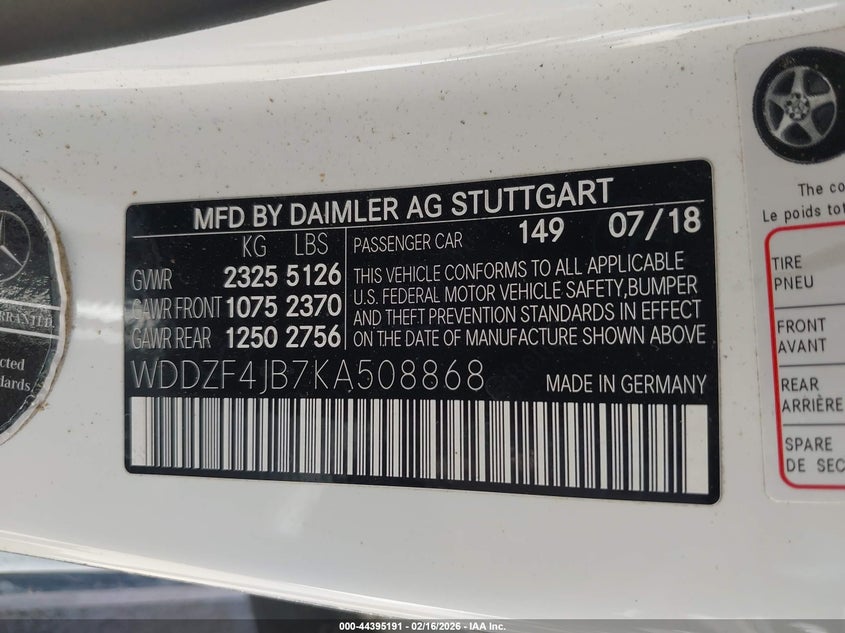 MFD BY DAIMLER AG STUTTGART
KG LBS
GVWR 2325 5126
GAWR FRONT 1075 2370
GAWR REAR 1250 2756
PASSENGER CAR 149 07/18
THIS VEHICLE CONFORMS TO ALL APPLICABLE
U.S. FEDERAL MOTOR VEHICLE SAFETY,BUMPER
AND THEFT PREVENTION STANDARDS IN EFFECT
ON THE DATE OF MANUFACTURE SHOWN ABOVE
WDDZF4JB7KA508868
MADE IN GERMANY
The co
Le poids tot
TIRE
PNEU
FRONT
AVANT
REAR
ARRIÈRE
SPARE
DE SEC
000-44395191 - 02/16/2026 - IAA Inc.